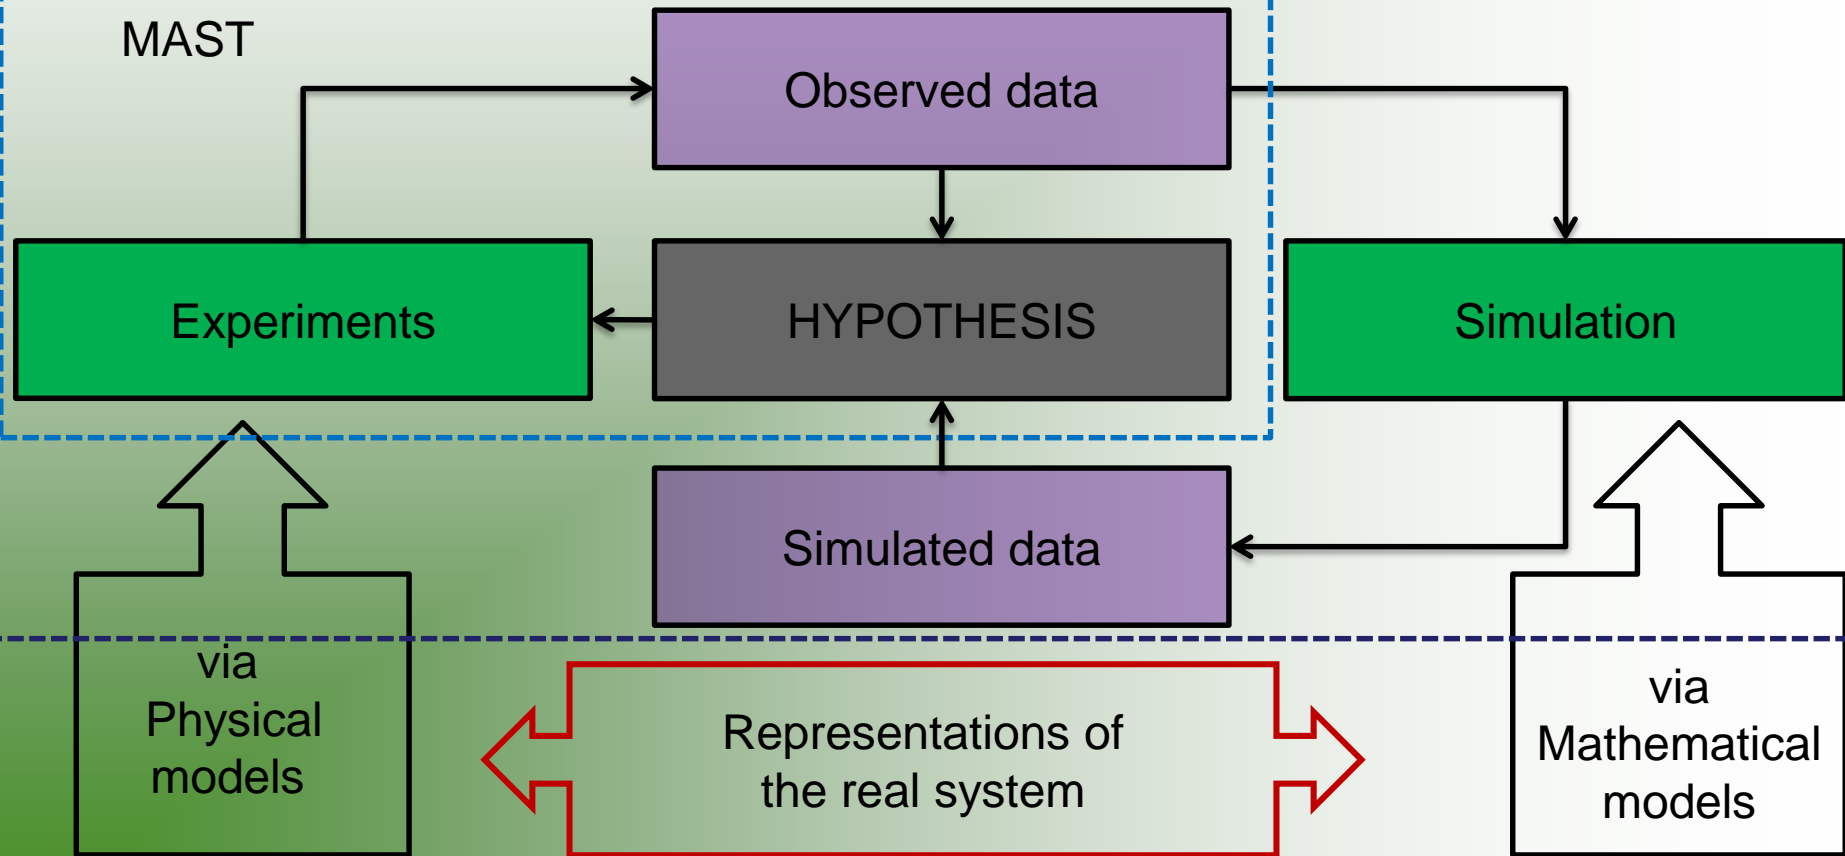 MAST
Observed data
Experiments
HYPOTHESIS
Simulation
Simulated data
via
Physical
models
Representations of
the real system
via
Mathematical
models